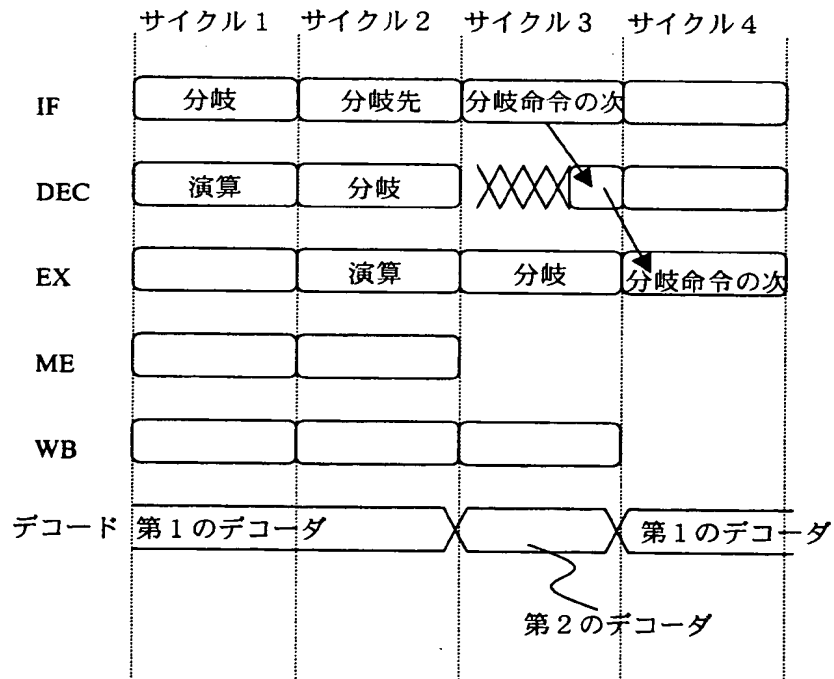 サイクル1 サイクル2 サイクル3 サイクル4
IF 分岐 分岐先 分岐命令の次
DEC 演算 分岐
EX 演算 分岐 分岐命令の次
ME
WB
デコード 第1のデコーダ 第1のデコーダ
第2のデコーダ